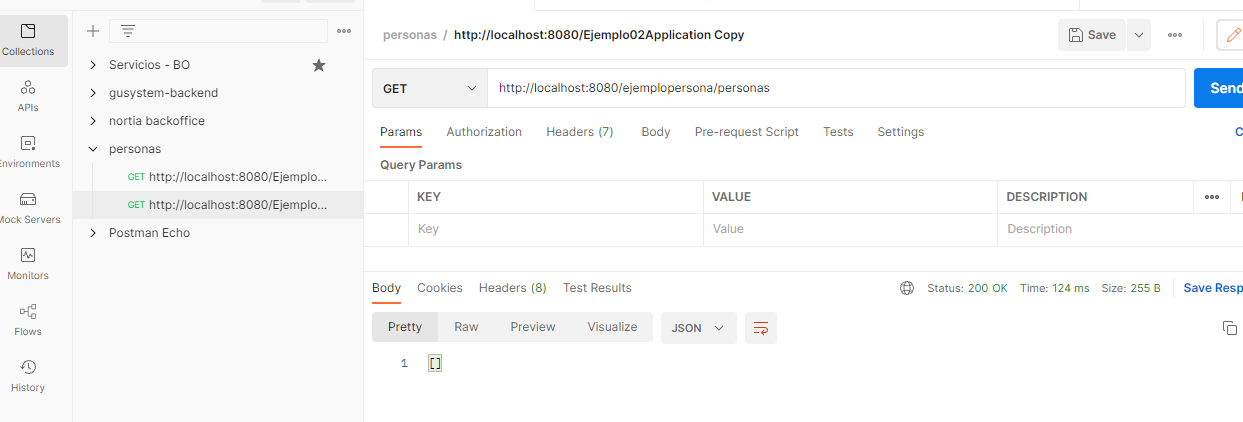 Collections
APIs
Environments
Mock Servers
Monitors
Flows
History
Servicios - BO
gusystem-backend
nortia backoffice
personas
GET http://localhost:8080/Ejemplo...
GET http://localhost:8080/Ejemplo...
Postman Echo
personas / http://localhost:8080/Ejemplo02Application Copy
Save
GET http://localhost:8080/ejemplopersona/personas
Send
Params Authorization Headers (7) Body Pre-request Script Tests Settings C
Query Params
KEY VALUE DESCRIPTION
Key Value Description
Body Cookies Headers (8) Test Results Status: 200 OK Time: 124 ms Size: 255 B Save Resp
Pretty Raw Preview Visualize JSON
1 []